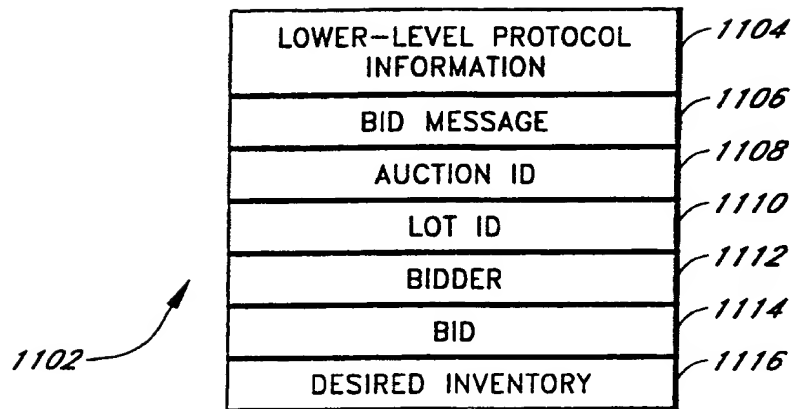 LOWER-LEVEL PROTOCOL
INFORMATION
1104
BID MESSAGE
1106
AUCTION ID
1108
LOT ID
1110
BIDDER
1112
BID
1114
DESIRED INVENTORY
1116
1102